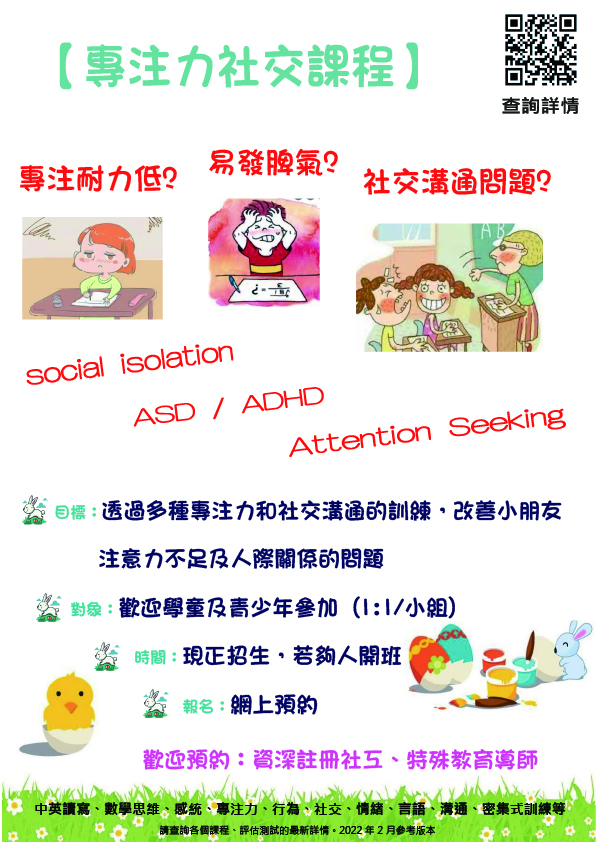 【專注力社交課程】
查詢詳情
專注耐力低?
易發脾氣?
社交溝通問題?
A B
social isolation
ASD / ADHD
Attention Seeking
目標：透過多種專注力和社交溝通的訓練，改善小朋友
注意力不足及人際關係的問題
對象：歡迎學童及青少年參加（1:1/小組）
時間：現正招生，若夠人開班
報名：網上預約
歡迎預約：資深註冊社工、特殊教育導師
中英讀寫、數學思維、感統、專注力、行為、社交、情緒、言語、溝通、密集式訓練等
請查詢各個課程、評估測試的最新詳情。2022 年 2 月參考版本